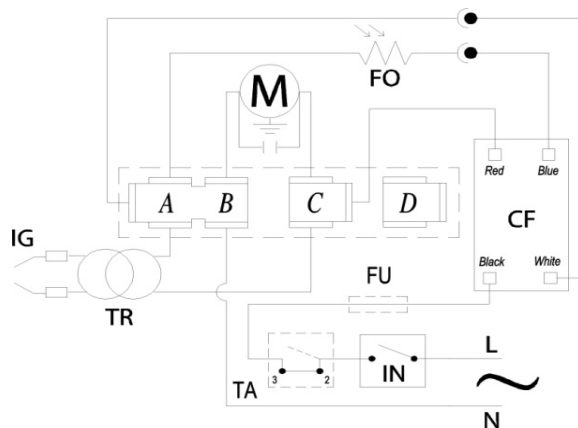 FO
M
Red Blue
A B C D
CF
IG
Black White
FU
TR
L
TA 3 2 IN
N